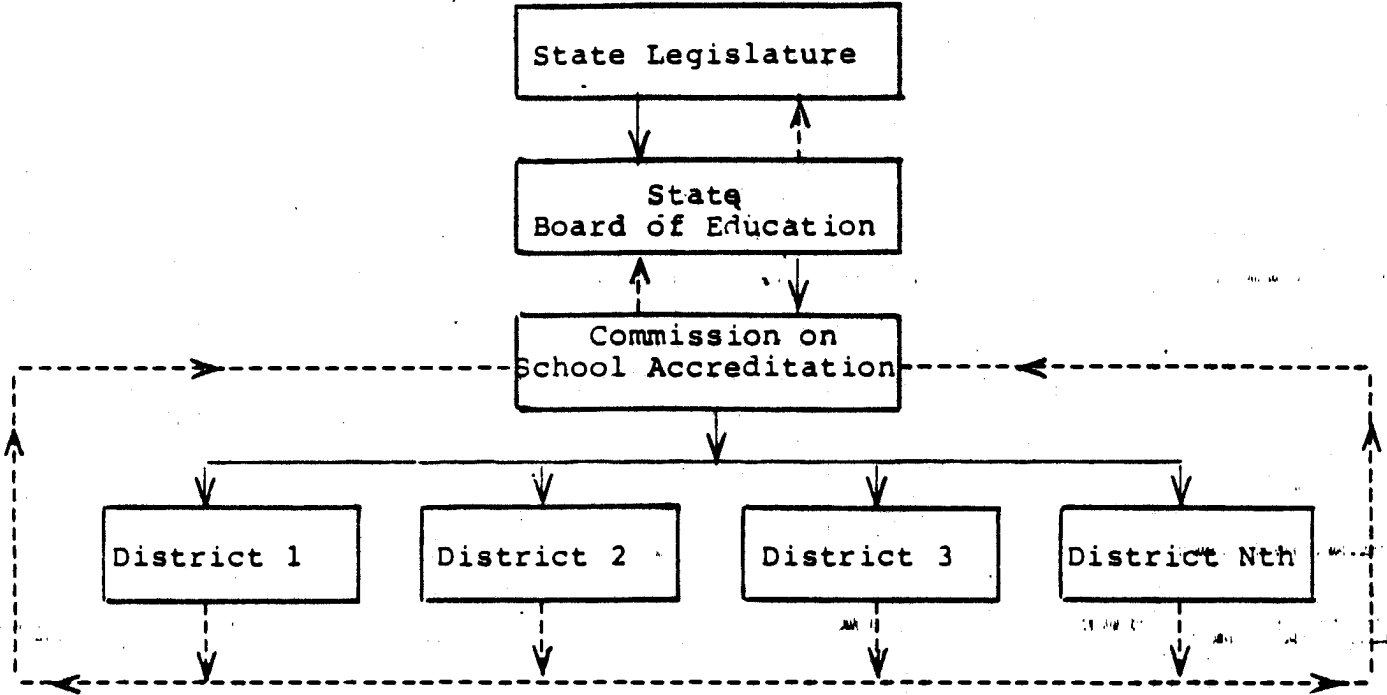 State Legislature
State
Board of Education
Commission on
School Accreditation
District 1
District 2
District 3
District Nth